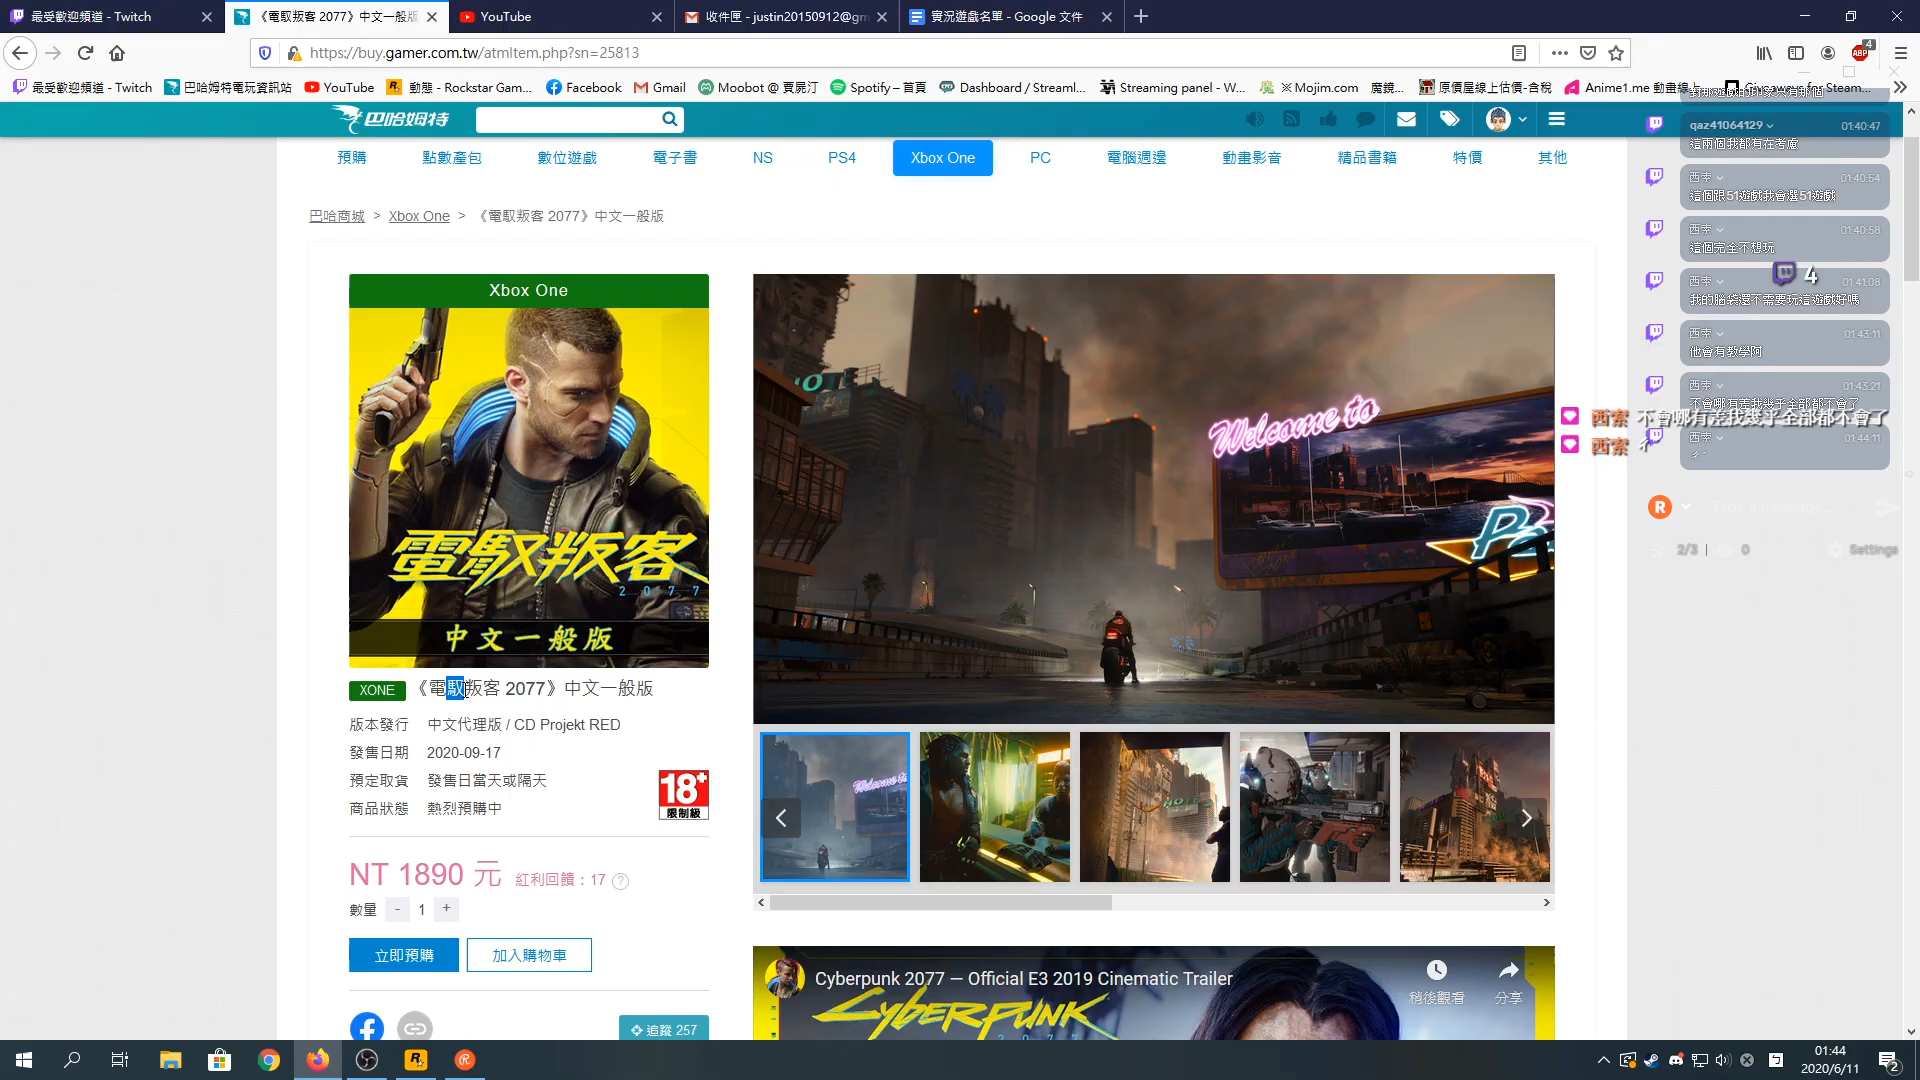 最受歡迎頻道 - Twitch
《電馭叛客 2077》中文一般版
YouTube
收件匣 - justin20150912@gm
實況遊戲名單 - Google 文件
https://buy.gamer.com.tw/atmItem.php?sn=25813
ABP
4
最受歡迎頻道 - Twitch
巴哈姆特電玩資訊站
YouTube
動態 - Rockstar Gam...
Facebook
Gmail
Moobot @ 賈屍汀
Spotify – 首頁
Dashboard / Streaml...
Streaming panel - W...
※Mojim.com 魔鏡...
原價屋線上估價-含稅
Anime1.me 動畫線上
巴哈姆特
預購
點數產包
數位遊戲
電子書
NS
PS4
Xbox One
PC
電腦週邊
動畫影音
精品書籍
特價
其他
巴哈商城 > Xbox One > 《電馭叛客 2077》中文一般版
Xbox One
電馭叛客
2077
中文一般版
Welcome to
HOTE
XONE
《電馭叛客 2077》中文一般版
版本發行 中文代理版 / CD Projekt RED
發售日期 2020-09-17
預定取貨 發售日當天或隔天
商品狀態 熱烈預購中
18+
限制級
NT 1890 元 紅利回饋：17
?
數量 - 1 +
立即預購
加入購物車
追蹤 257
Cyberpunk 2077 — Official E3 2019 Cinematic Trailer
稍後觀看
分享
CYBERPUNK
2077
qaz41064129 01:40:47
這兩個我都有在考慮
西索 01:40:54
這個跟51遊戲我會選51遊戲
西索 01:40:58
這個完全不想玩
4
西索 01:41:08
我的腦袋還不需要玩這遊戲好嗎
西索 01:43:11
他會有教學阿
西索 01:43:21
不會哪有差我幾乎全部都不會了
西索 不會哪有差我幾乎全部都不會了
西索 ㄔˊ
西索 01:44:11
ㄔˊ
R
Type a message...
2/3 | 0
Settings
01:44
2020/6/11
2